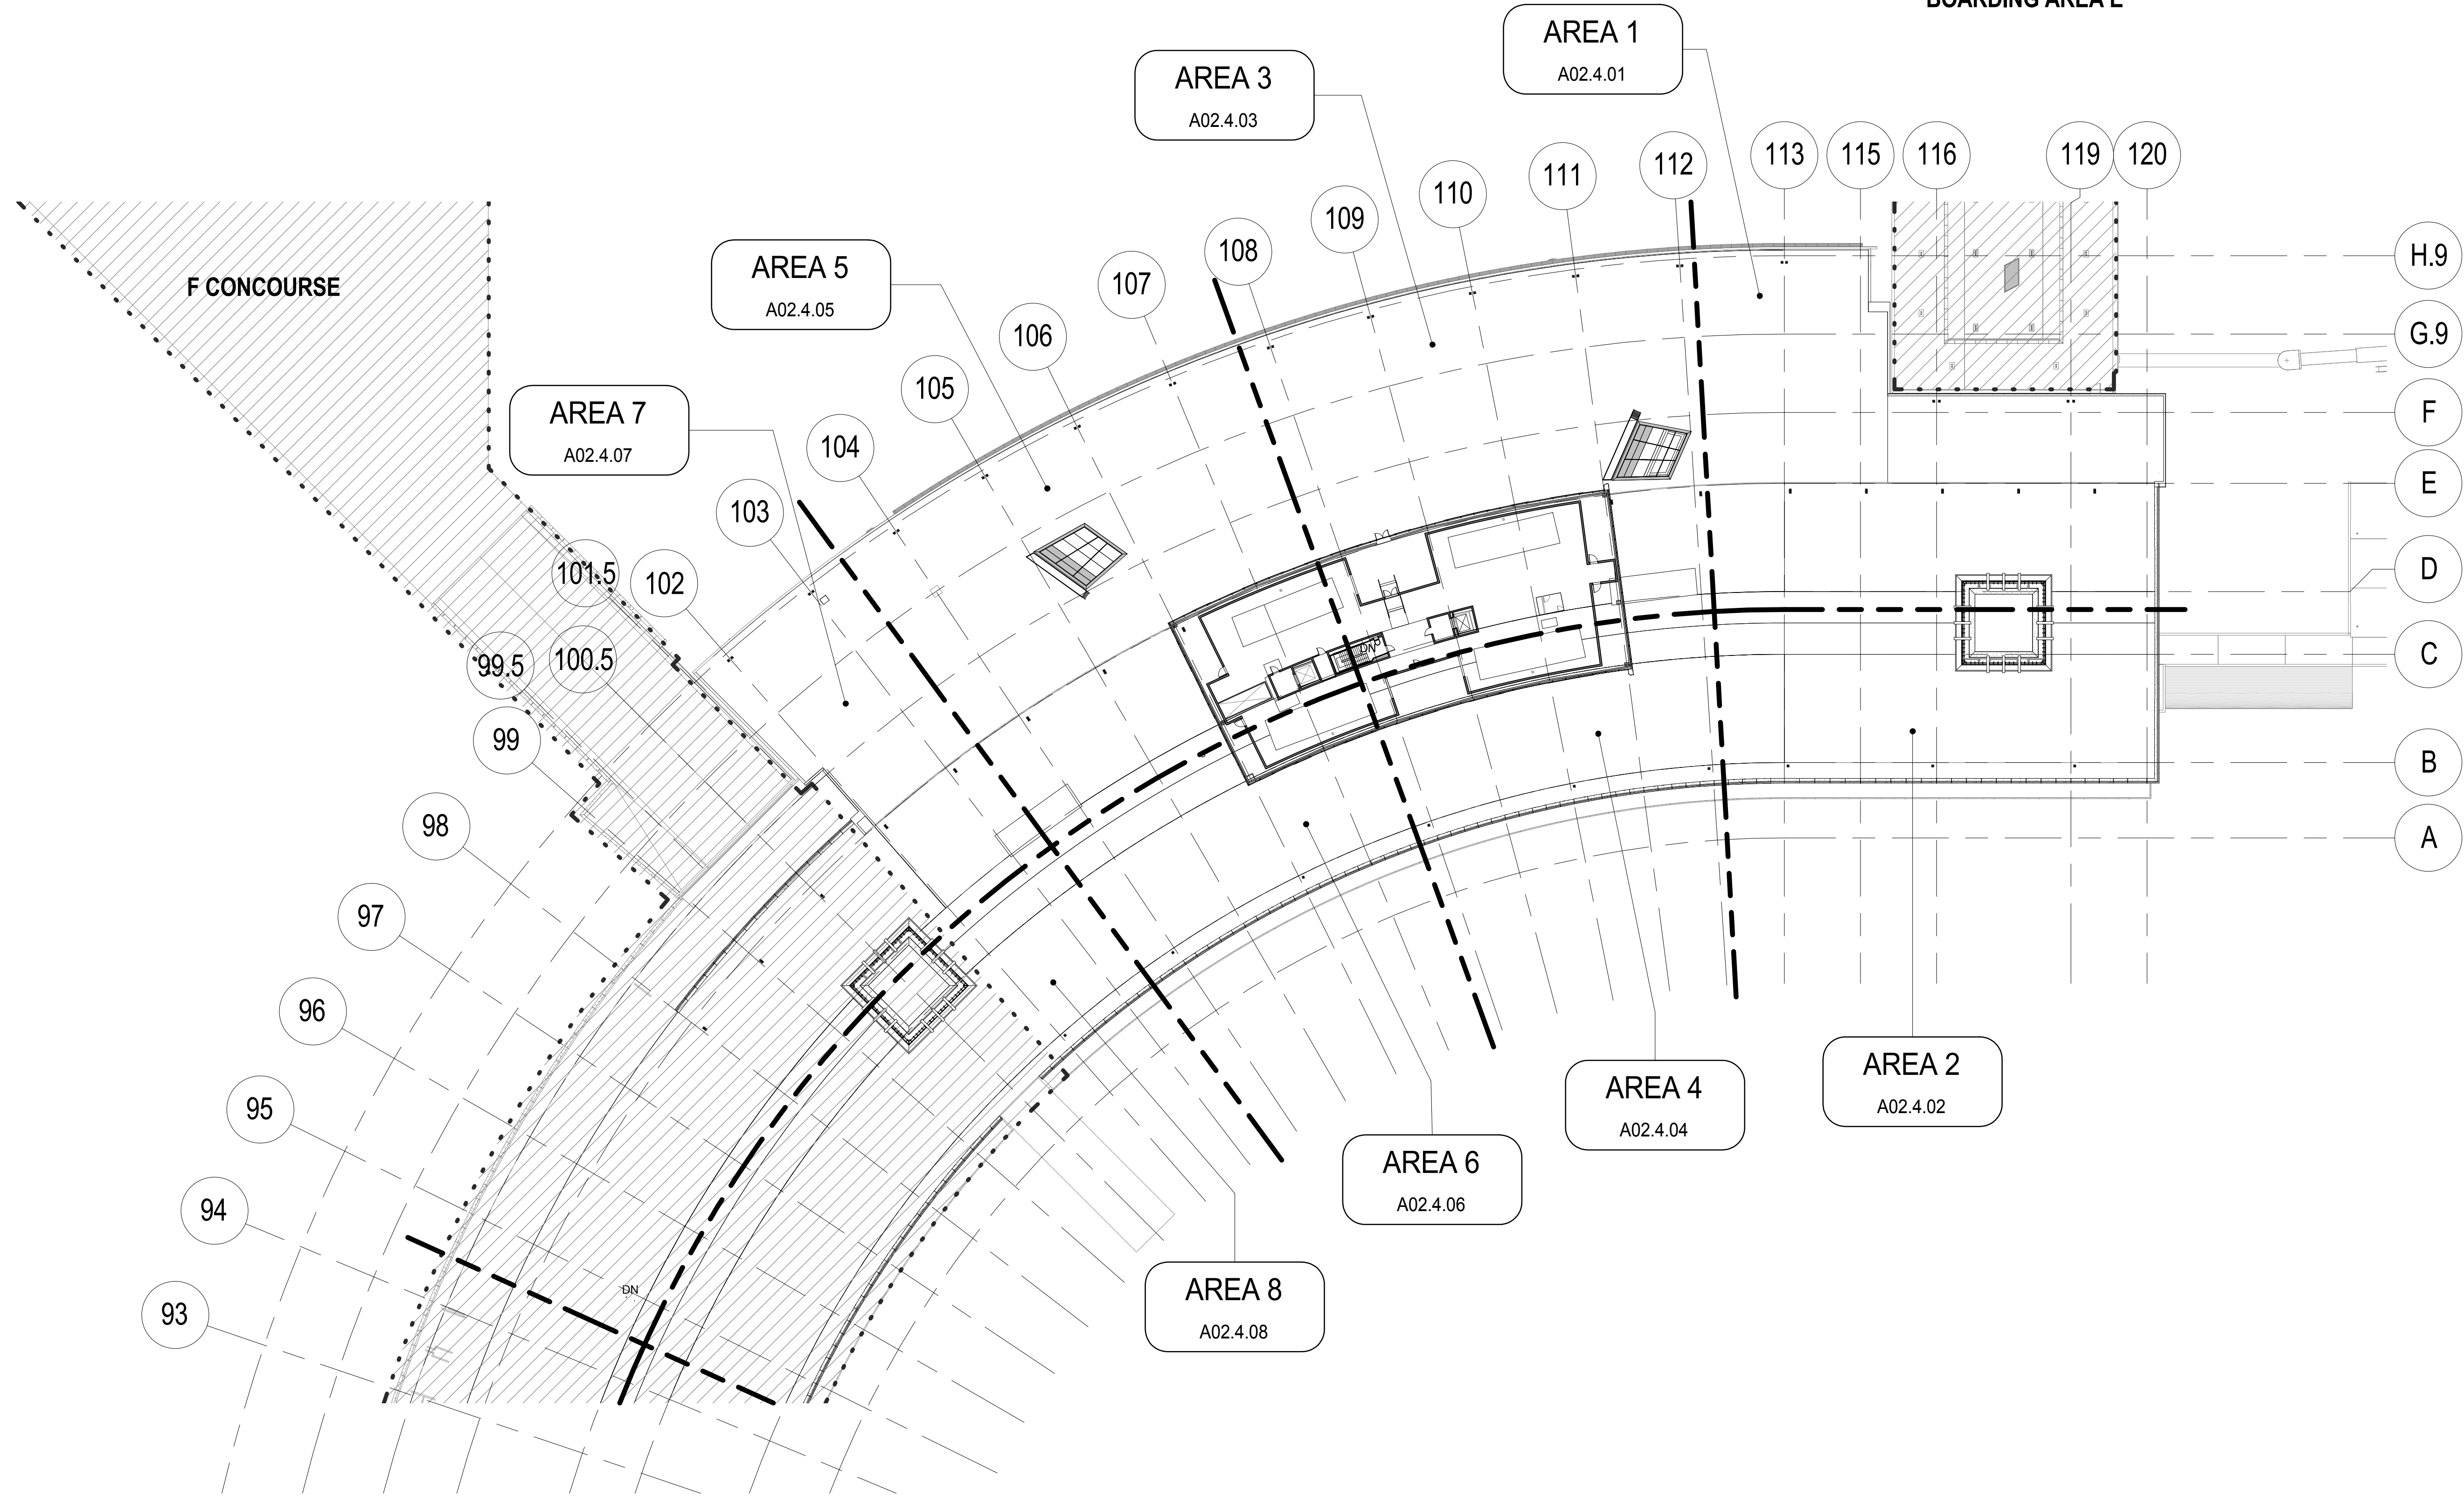 BOARDING AREA E
AREA 1
A02.4.01
AREA 3
A02.4.03
AREA 5
A02.4.05
AREA 7
A02.4.07
F CONCOURSE
113
115
116
119
120
112
111
110
109
108
107
106
105
104
103
102
101.5
100.5
99.5
99
98
97
96
95
94
93
H.9
G.9
F
E
D
C
B
A
DN
DN
AREA 2
A02.4.02
AREA 4
A02.4.04
AREA 6
A02.4.06
AREA 8
A02.4.08